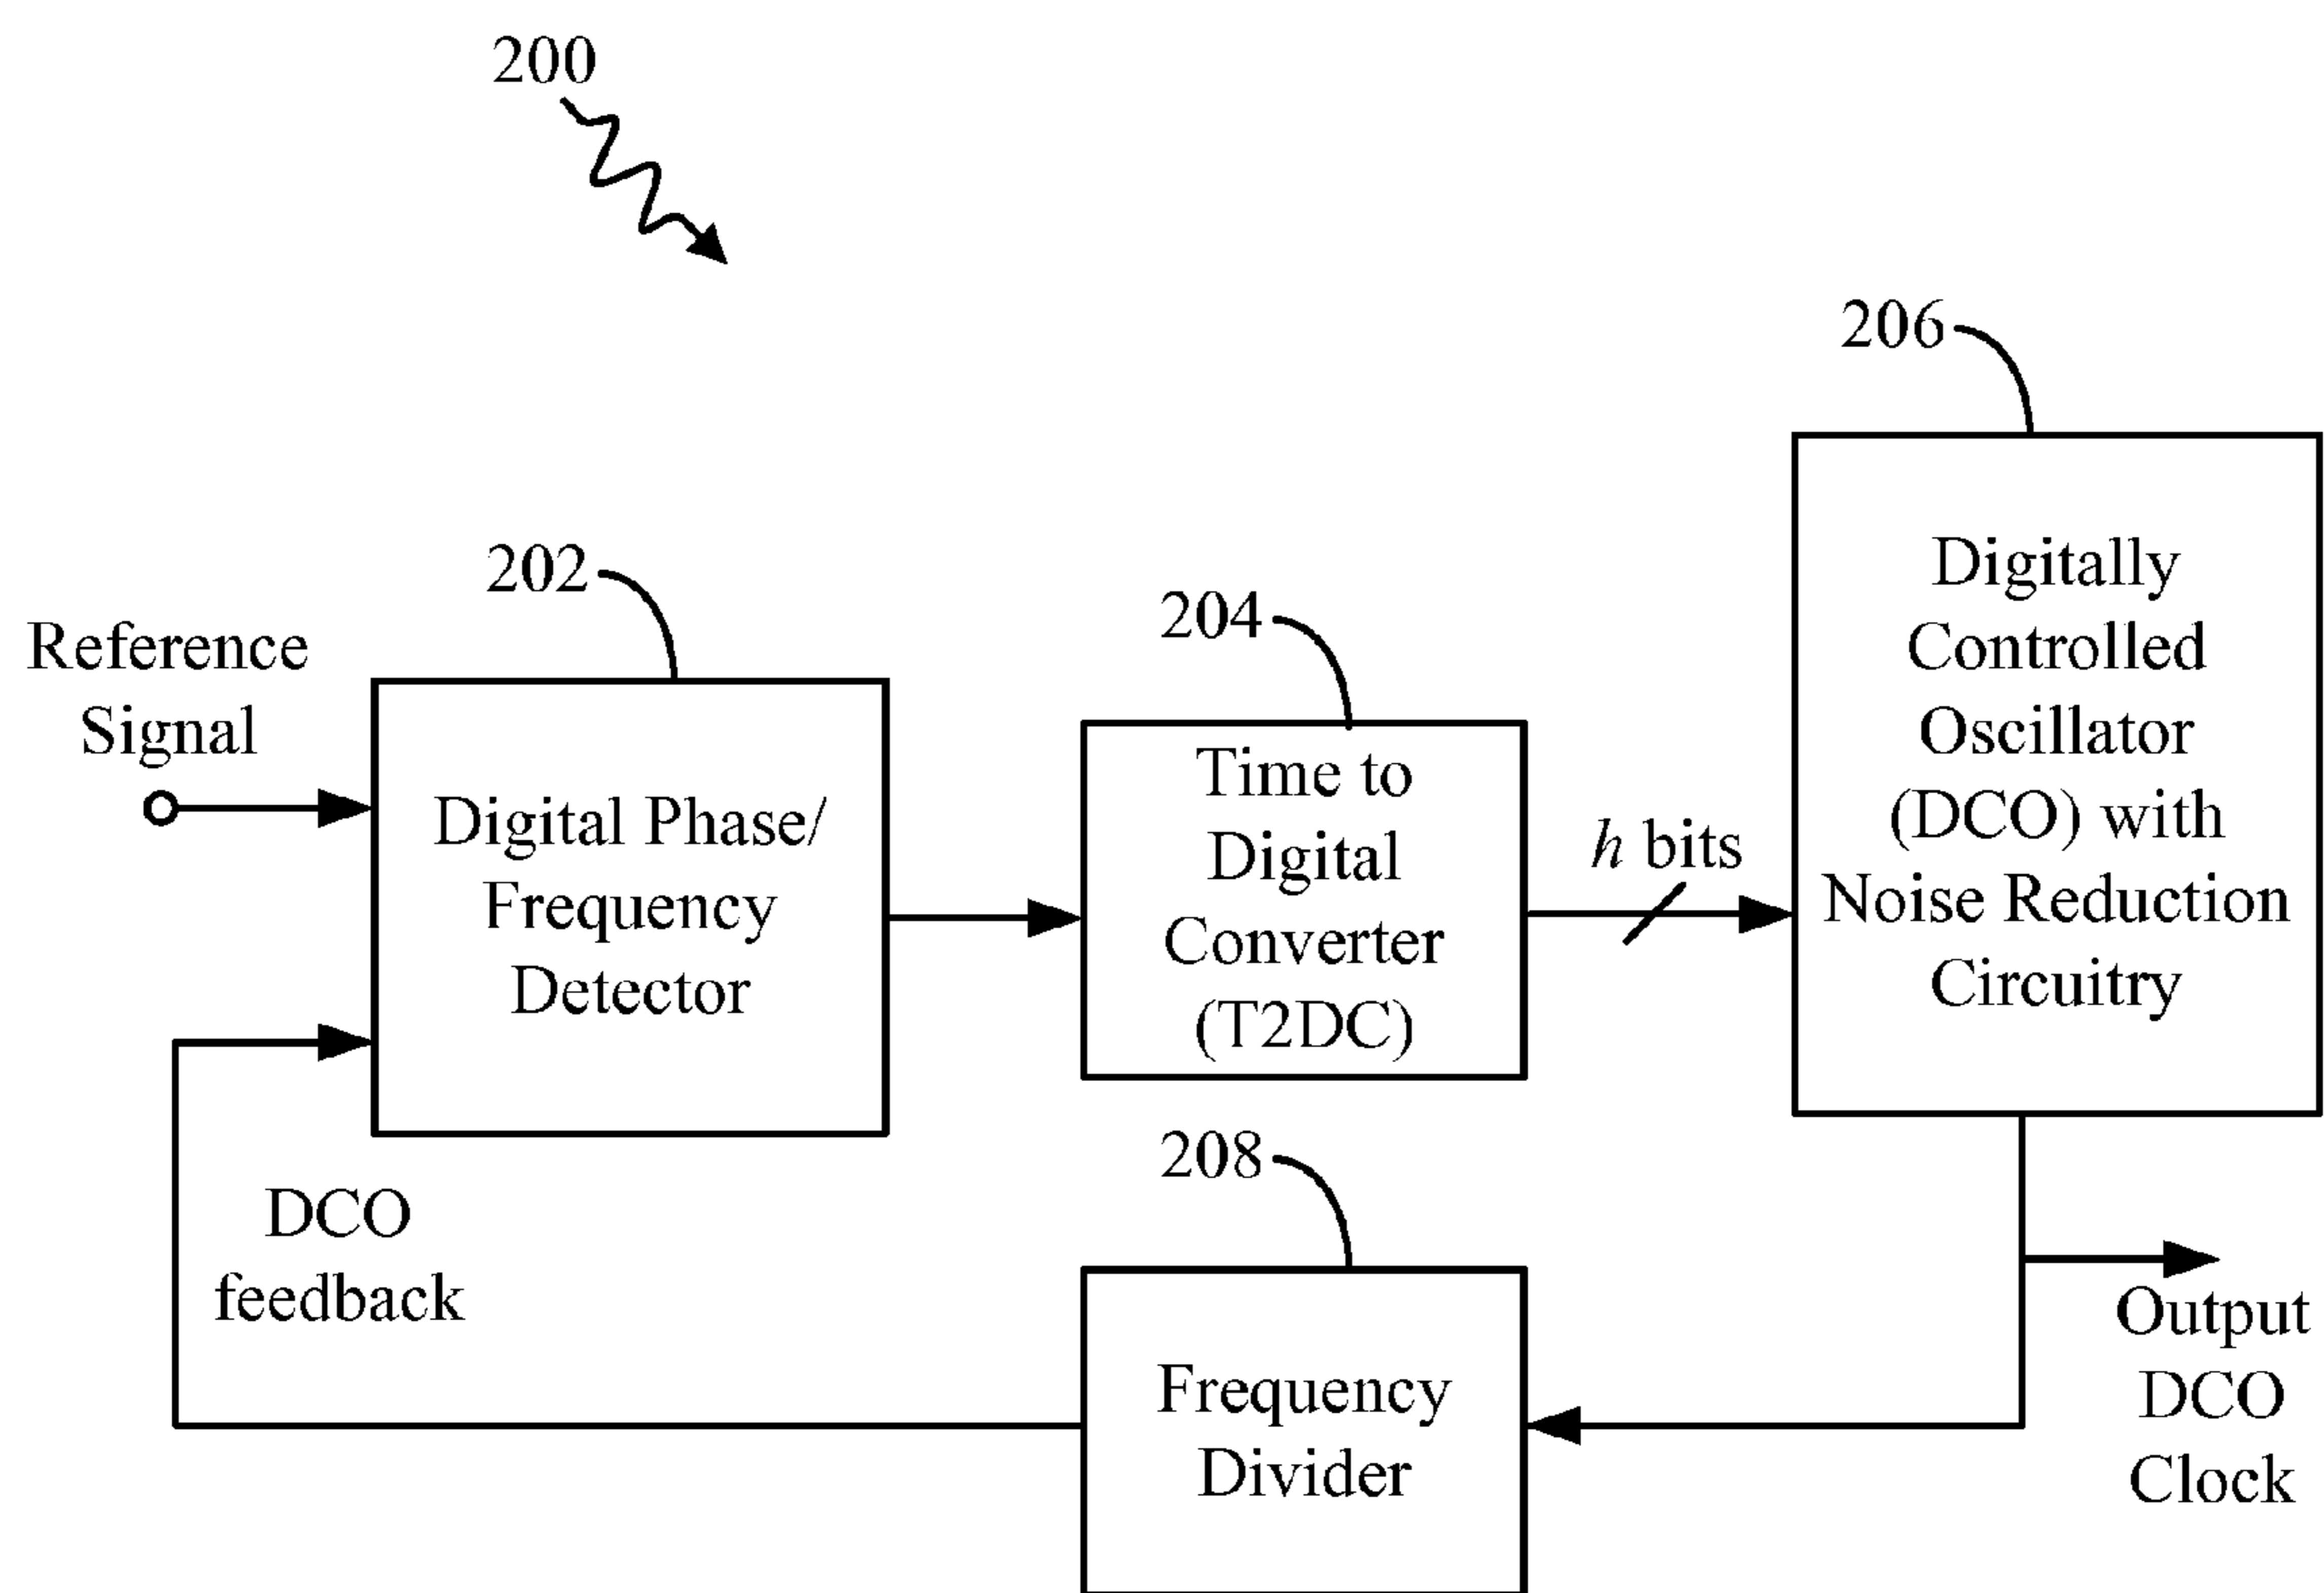 200
206
202
204
Reference
Signal
Digital Phase/
Frequency
Detector
Time to
Digital
Converter
(T2DC)
h bits
Digitally
Controlled
Oscillator
(DCO) with
Noise Reduction
Circuitry
208
DCO
feedback
Frequency
Divider
Output
DCO
Clock